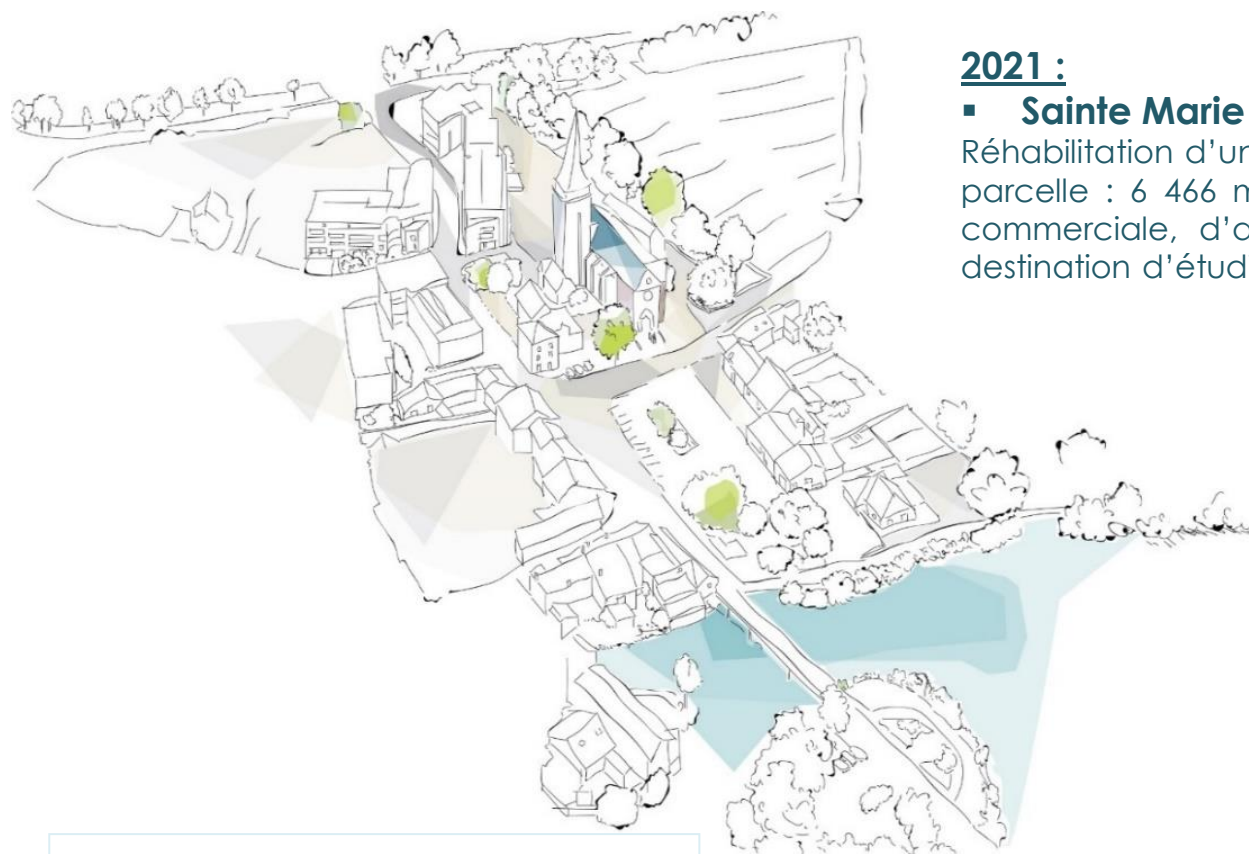 2021 :
▪ Sainte Marie
Réhabilitation d'un
parcelle : 6 466 m
commerciale, d'a
destination d'étud